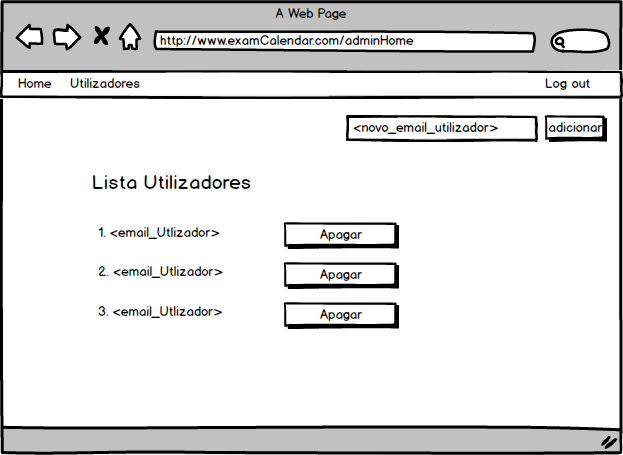 A Web Page
http://www.examCalendar.com/adminHome
Home Utilizadores Log out
<novo_email_utilizador> adicionar
Lista Utilizadores
1. <email_Utlizador> Apagar
2. <email_Utlizador> Apagar
3. <email_Utlizador> Apagar